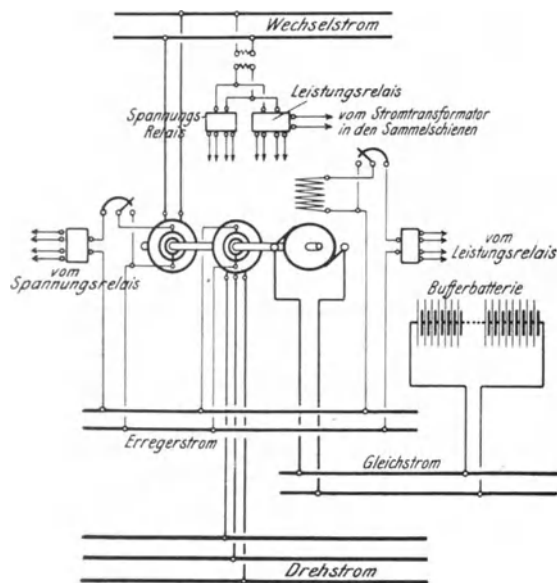 Wechselstrom
Leistungsrelais
Spannungs
Relais
vom Stromtransformator
in den Sammelschienen
vom
Spannungsrelais
vom
Leistungsrelais
Bufferbatterie
Erregerstrom
Gleichstrom
Drehstrom